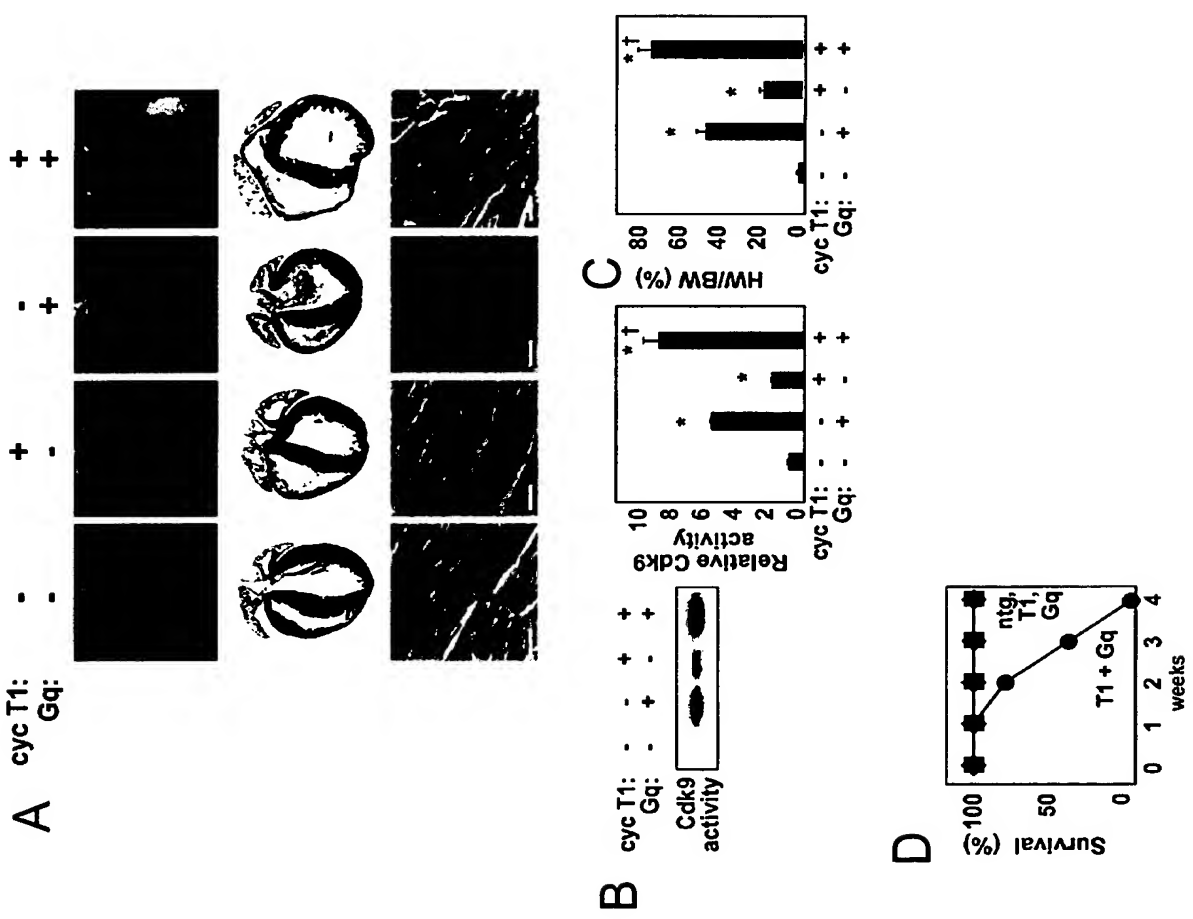 A
cyc T1: - + - +
Gq: - - + +
B
cyc T1: - - + +
Gq: - + - +
Cdk9
activity
Relative Cdk9
activity
10
8
6
4
2
0
*
*
* †
cyc T1: - - + +
Gq: - + - +
C
HW/BW (%)
80
60
40
20
0
*
*
* †
cyc T1: - - + +
Gq: - + - +
D
Survival (%)
100
50
0
ntg,
T1,
Gq
T1 + Gq
0 1 2 3 4
weeks